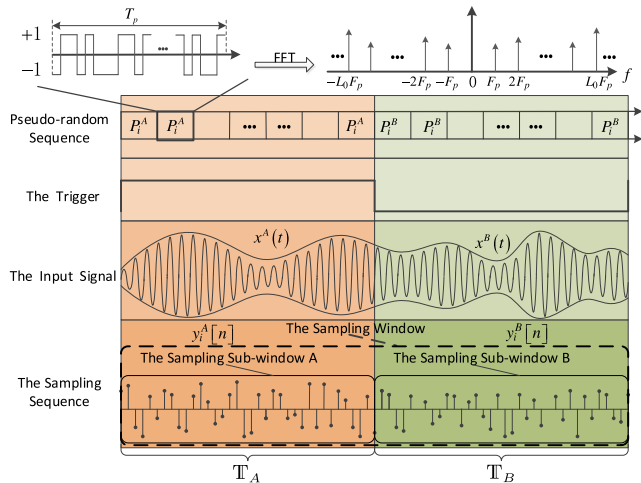 T_p
+1
...
−1
FFT
... ... ... ...
−L₀F_p −2F_p −F_p 0 F_p 2F_p L₀F_p f
Pseudo-random Sequence
P_i^A P_i^A ... ... P_i^A P_i^B P_i^B ... ... P_i^B
The Trigger
x^A(t) x^B(t)
The Input Signal
y_i^A[n] The Sampling Window y_i^B[n]
The Sampling Sub-window A The Sampling Sub-window B
The Sampling Sequence
𝕋_A 𝕋_B